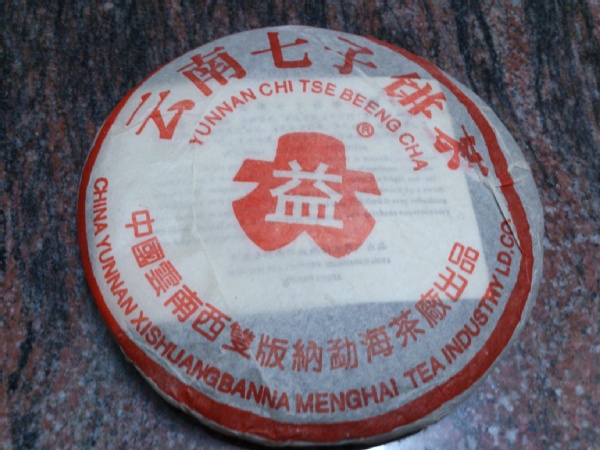 云南七子餅茶
YUNNAN CHI TSE BEENG CHA
®
益
中國雲南西雙版納勐海茶廠出品
CHINA YUNNAN XISHUANGBANNA MENGHAI TEA INDUSTRY LD.CO.